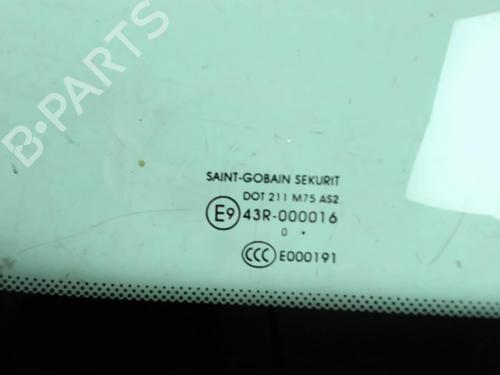 B-PARTS
SAINT-GOBAIN SEKURIT
DOT 211 M75 AS2
E9 43R-000016
0 •
CCC E000191